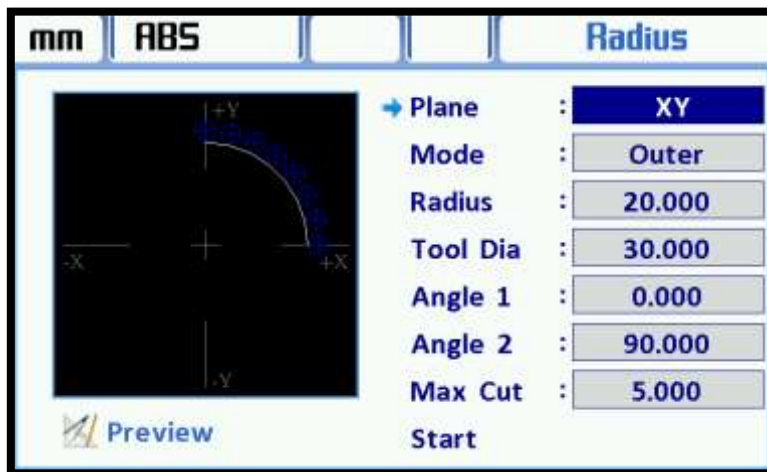 mm ABS Radius
+Y
-X +X
-Y
Preview
Plane : XY
Mode : Outer
Radius : 20.000
Tool Dia : 30.000
Angle 1 : 0.000
Angle 2 : 90.000
Max Cut : 5.000
Start